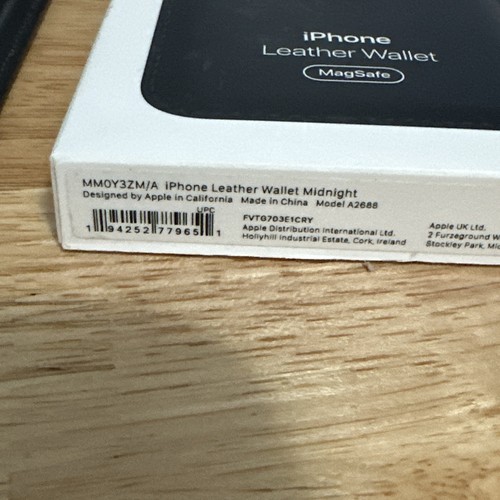 iPhone
Leather Wallet
MagSafe
MM0Y3ZM/A iPhone Leather Wallet Midnight
Designed by Apple in California Made in China Model A2688
UPC
1 94252 77965 1
FVTG7D3E1CRY
Apple Distribution International Ltd.
Hollyhill Industrial Estate, Cork, Ireland
Apple UK Ltd.
2 Furzeground W
Stockley Park, Mid